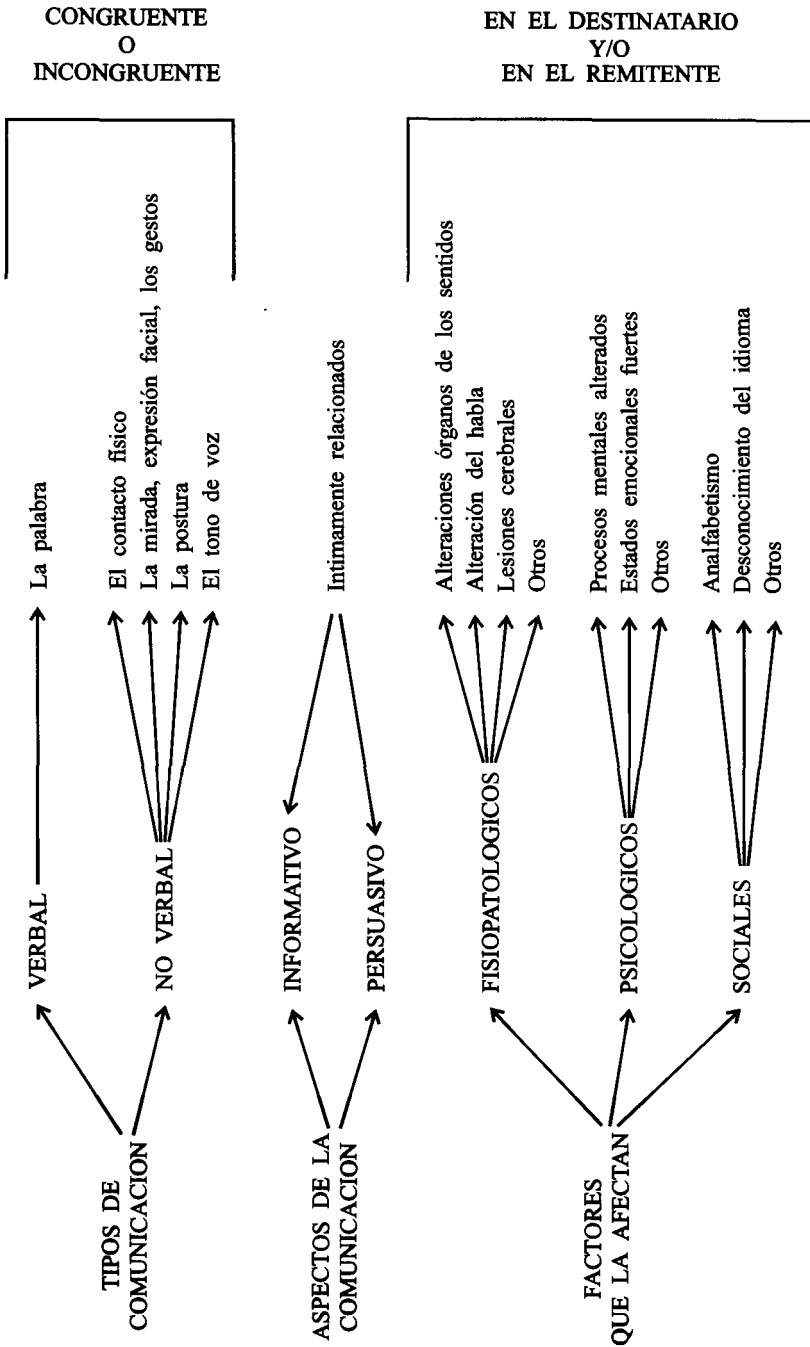 TIPOS DE
COMUNICACION
VERBAL
La palabra
NO VERBAL
El contacto físico
La mirada, expresión facial, los gestos
La postura
El tono de voz
CONGRUENTE
O
INCONGRUENTE
ASPECTOS DE LA
COMUNICACION
INFORMATIVO
PERSUASIVO
Intimamente relacionados
FACTORES
QUE LA AFECTAN
FISIOPATOLOGICOS
Alteraciones órganos de los sentidos
Alteración del habla
Lesiones cerebrales
Otros
PSICOLOGICOS
Procesos mentales alterados
Estados emocionales fuertes
Otros
SOCIALES
Analfabetismo
Desconocimiento del idioma
Otros
EN EL DESTINATARIO
Y/O
EN EL REMITENTE